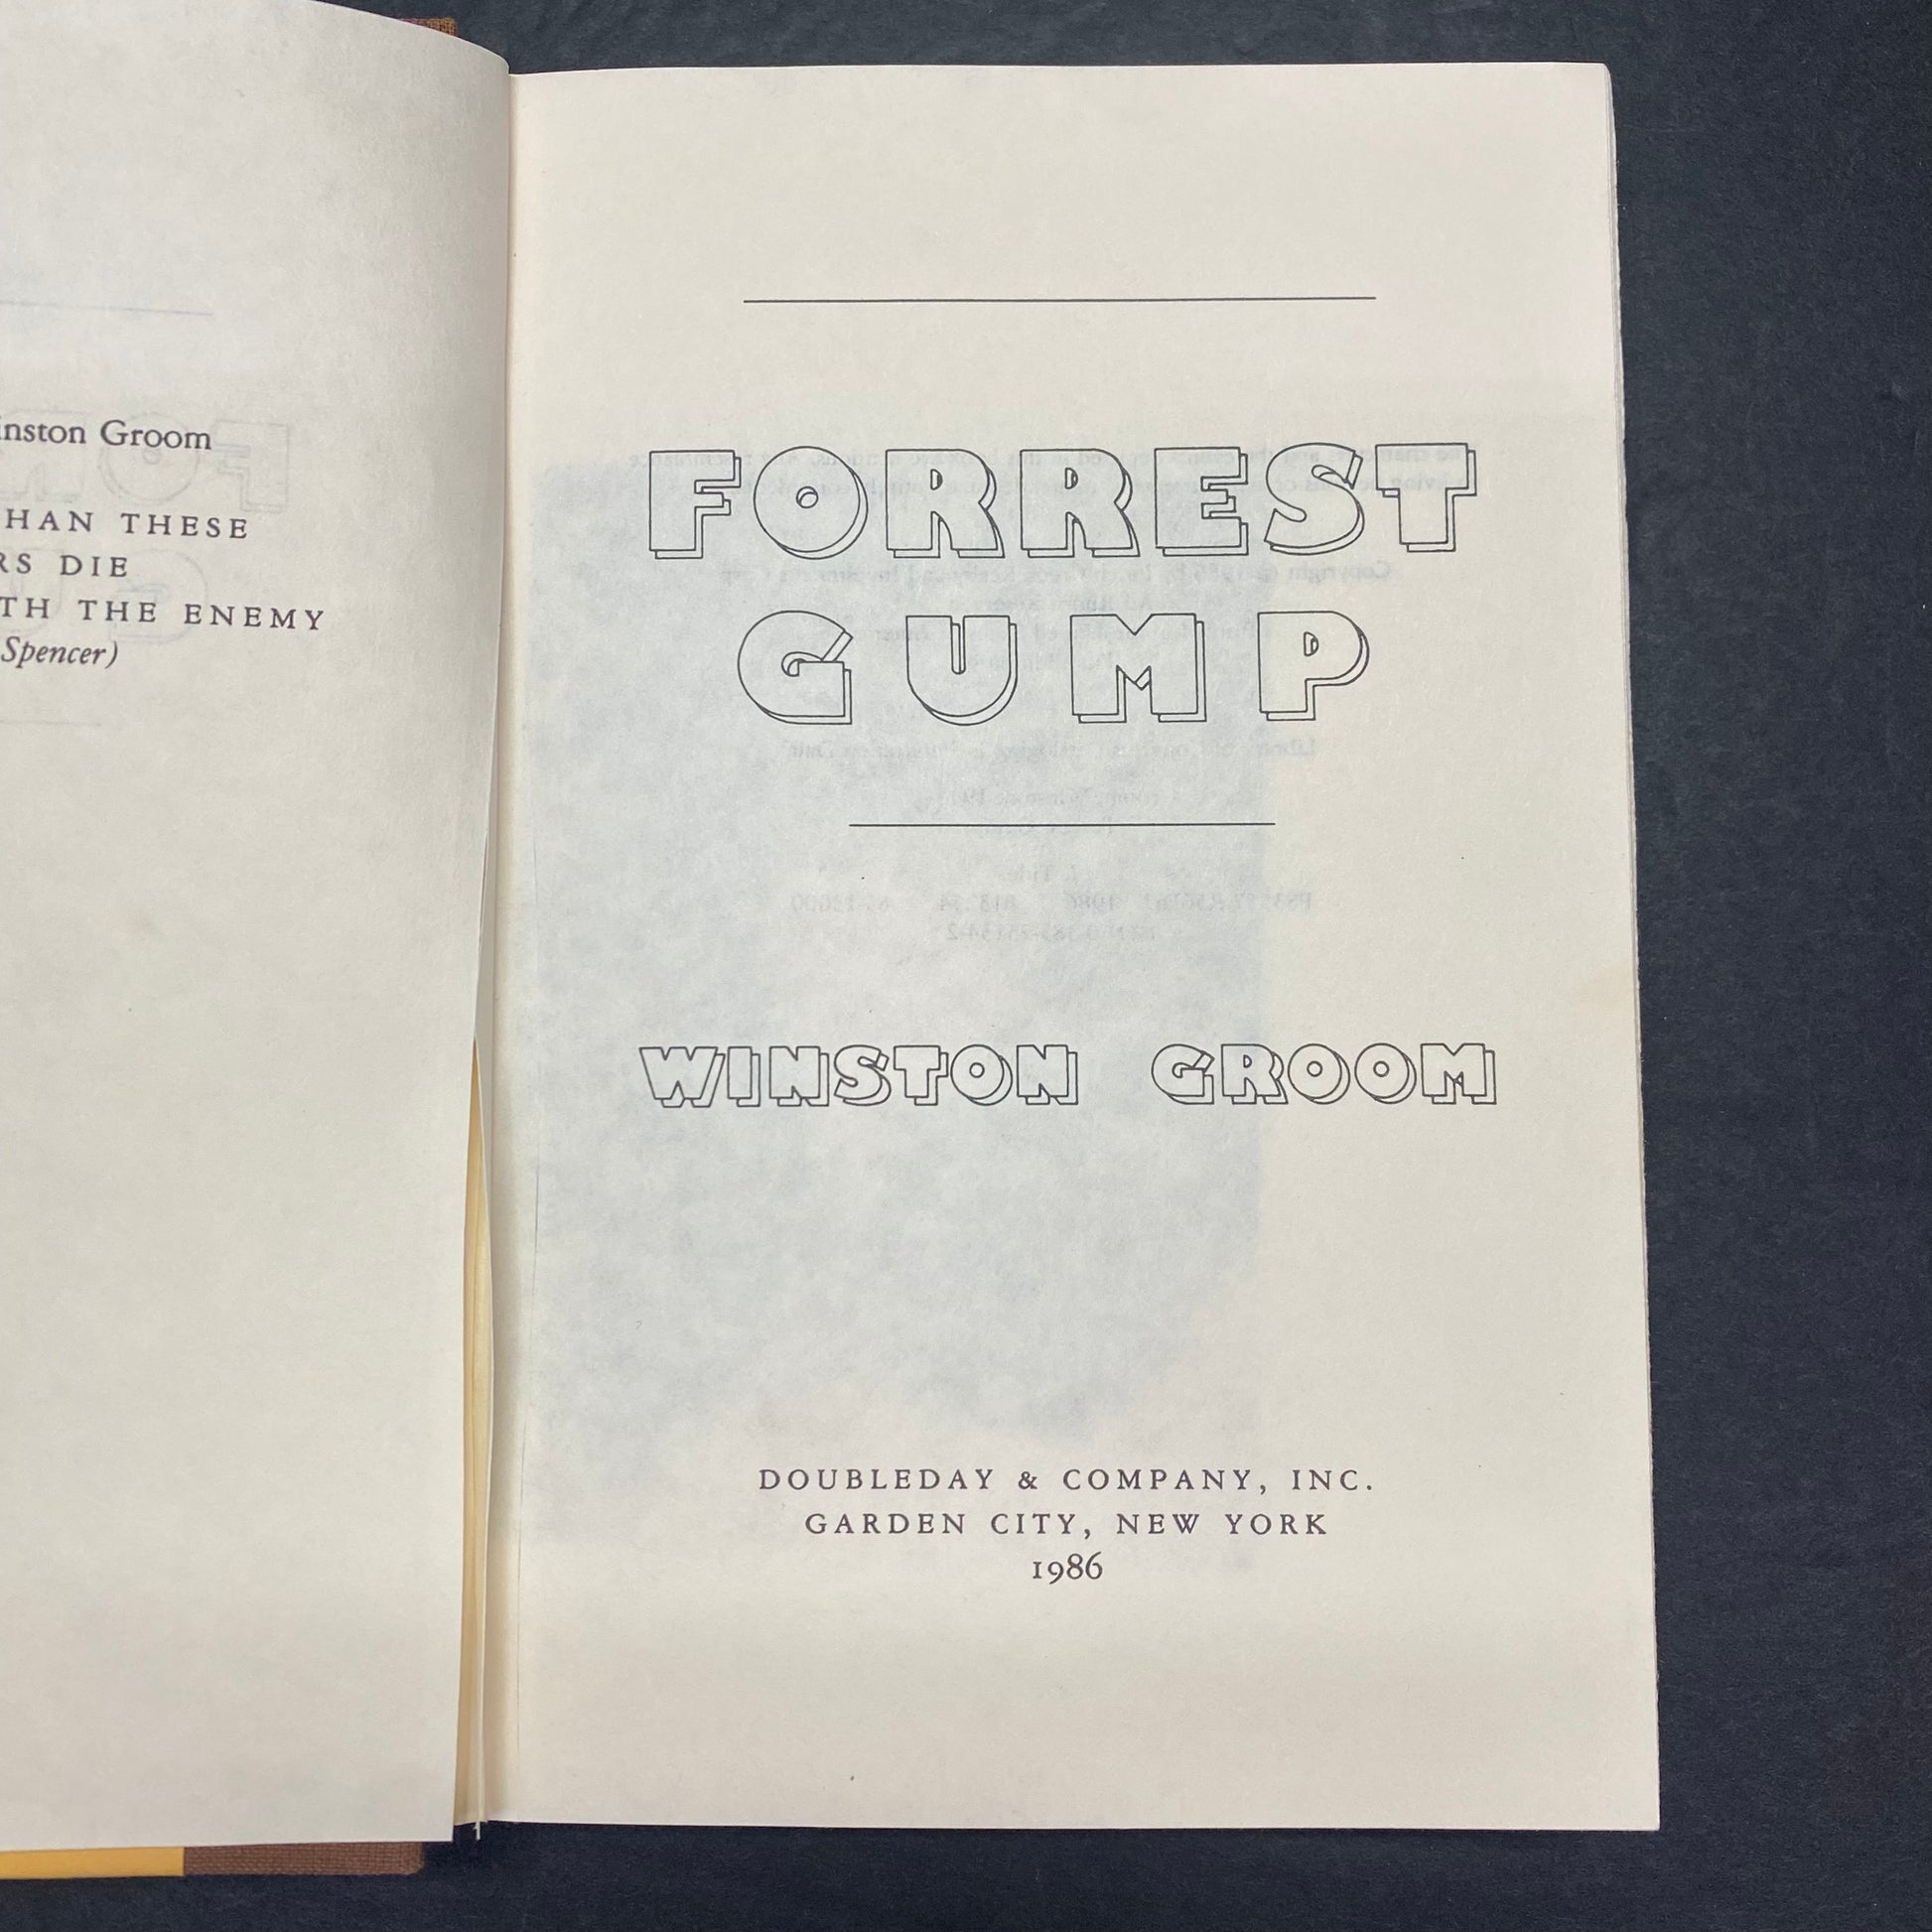 inston Groom
HAN THESE
RS DIE
TH THE ENEMY
Spencer)
FORREST
GUMP
WINSTON GROOM
DOUBLEDAY & COMPANY, INC.
GARDEN CITY, NEW YORK
1986